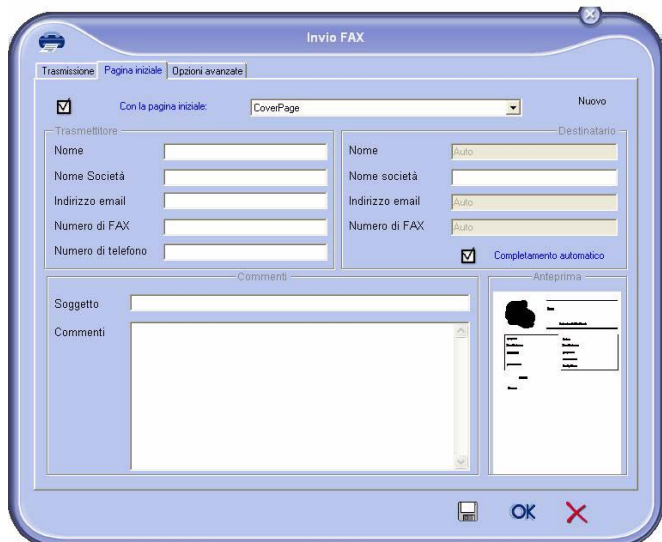 Invio FAX
Trasmissione Pagina iniziale Opzioni avanzate
Con la pagina iniziale: CoverPage Nuovo
Trasmettitore
Nome
Nome Società
Indirizzo email
Numero di FAX
Numero di telefono
Destinatario
Nome Auto
Nome società
Indirizzo email Auto
Numero di FAX Auto
Completamento automatico
Commenti
Soggetto
Commenti
Anteprima
OK